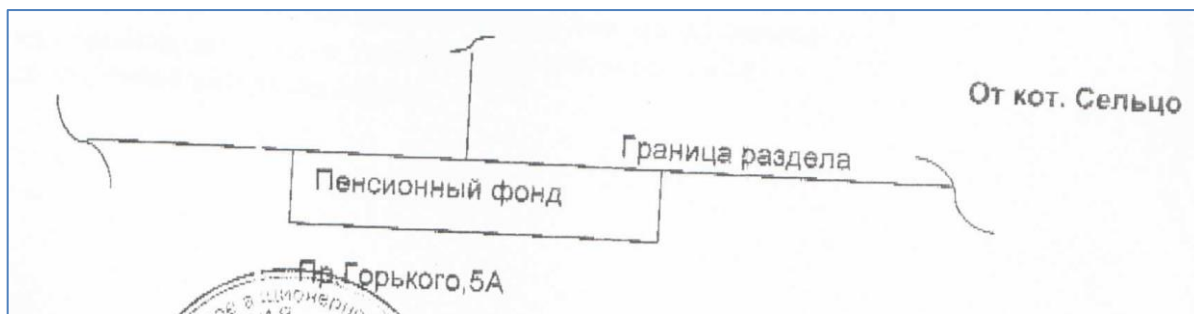 От кот. Сельцо
Граница раздела
Пенсионный фонд
Пр.Горького,5А